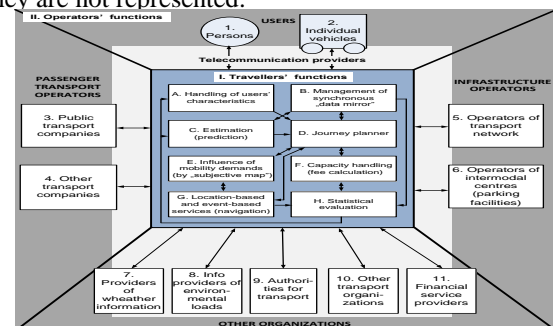 ney are not represented.
II. Operators' functions
USERS
1.
Persons
2.
Individual
vehicles
Telecommunication providers
PASSENGER
TRANSPORT
OPERATORS
INFRASTRUCTURE
OPERATORS
I. Travellers' functions
A. Handling of users'
characteristics
B. Management of
synchronous
„data mirror"
C. Estimation
(prediction)
D. Journey planner
E. Influence of
mobility demands
(by „subjective map")
F. Capacity handling
(fee calculation)
G. Location-based
and event-based
services (navigation)
H. Statistical
evaluation
3. Public
transport
companies
4. Other
transport
companies
5. Operators of
transport
network
6. Operators of
intermodal
centres
(parking
facilities)
7.
Providers
of
wheather
information
8. Info
providers of
environ-
mental
loads
9. Authori-
ties for
transport
10. Other
transport
organi-
zations
11.
Financial
service
providers
OTHER ORGANIZATIONS